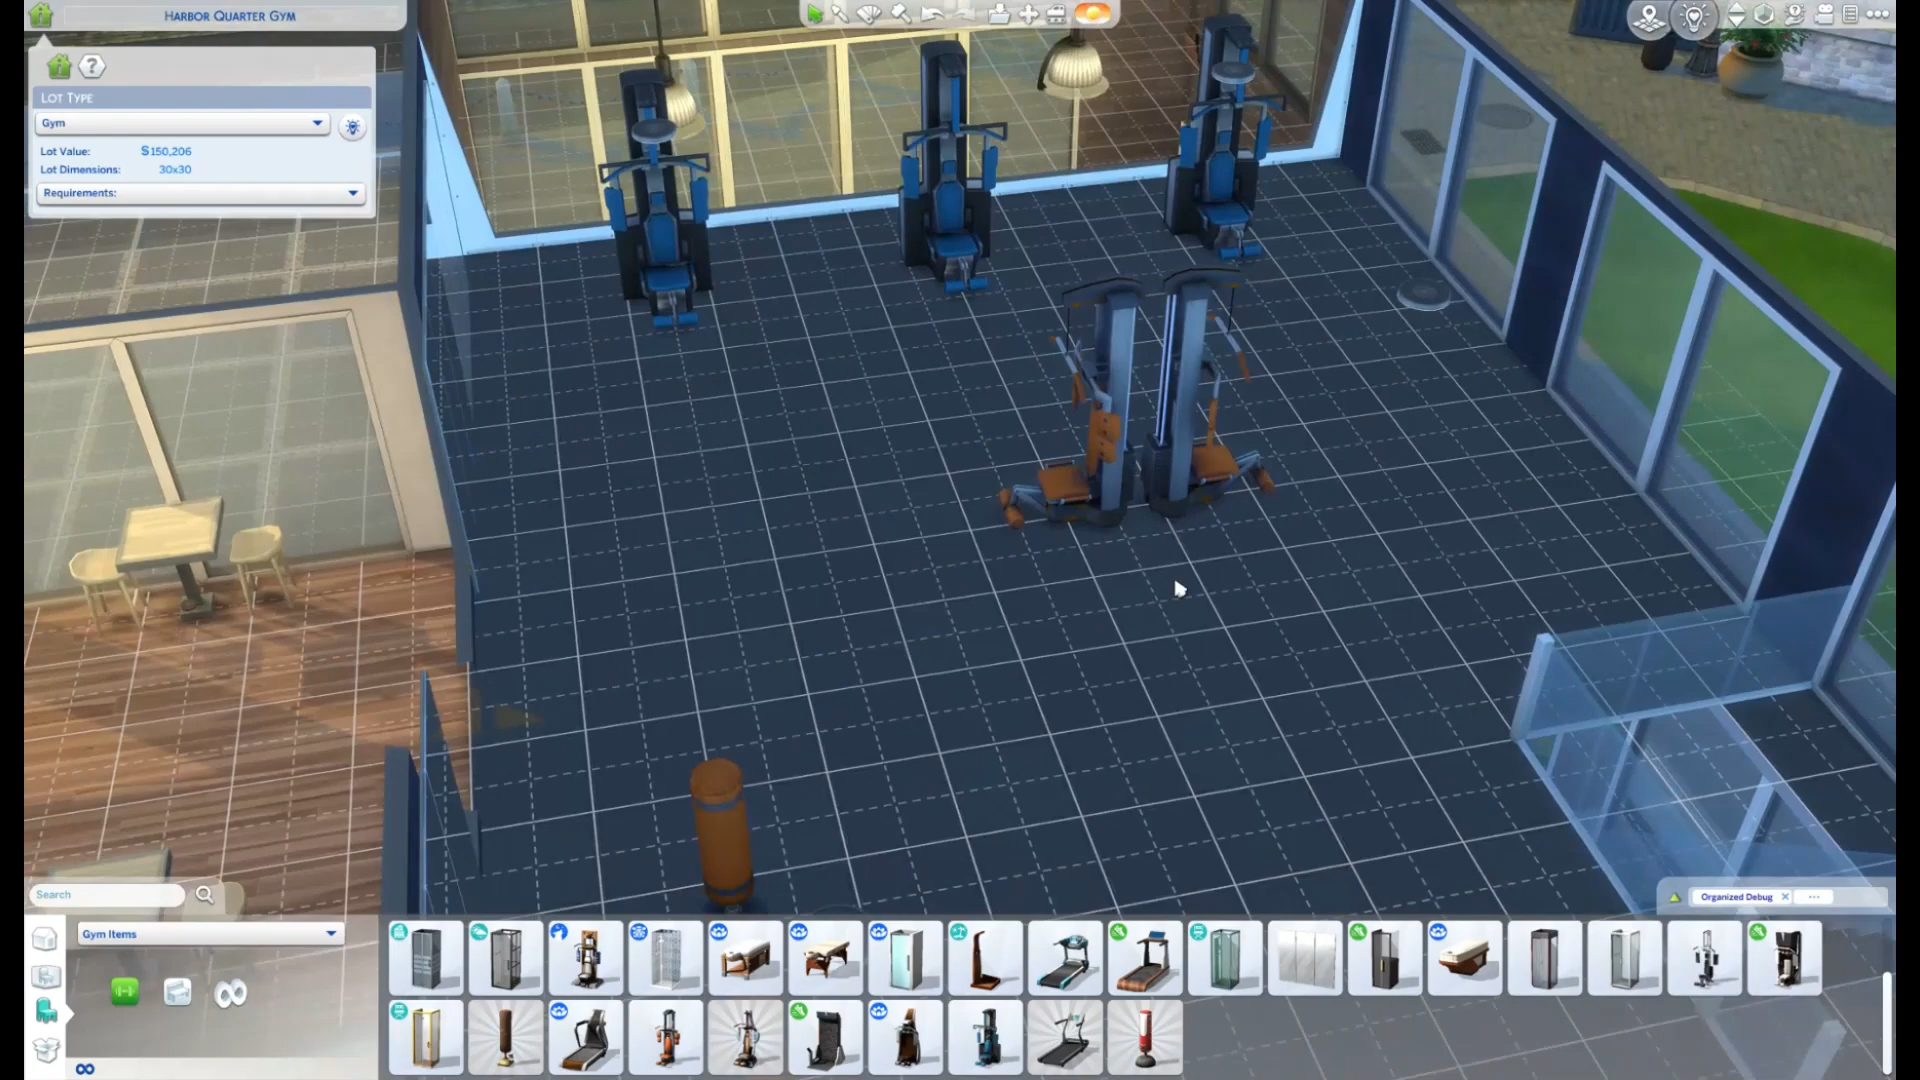 HARBOR QUARTER GYM
?
LOT TYPE
Gym
Lot Value: §150,206
Lot Dimensions: 30x30
Requirements:
Search
Organized Debug
Gym Items